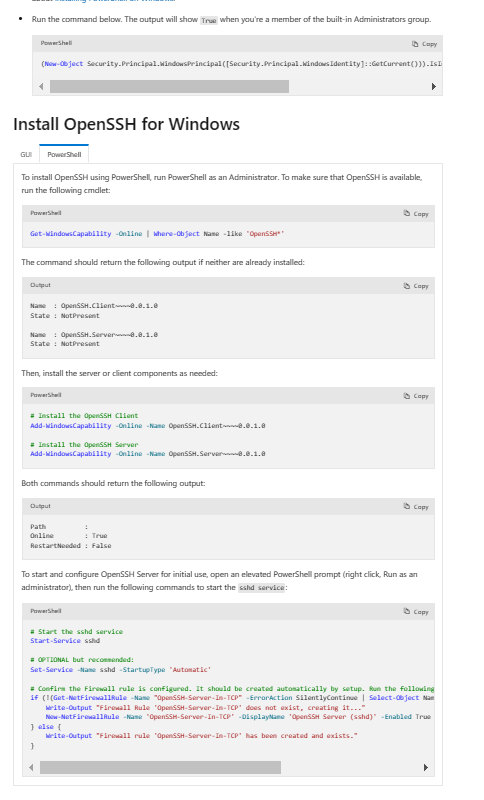 about Installing PowerShell on Windows.
Run the command below. The output will show True when you're a member of the built-in Administrators group.
PowerShell
Copy
(New-Object Security.Principal.WindowsPrincipal([Security.Principal.WindowsIdentity]::GetCurrent())).IsI
Install OpenSSH for Windows
GUI PowerShell
To install OpenSSH using PowerShell, run PowerShell as an Administrator. To make sure that OpenSSH is available,
run the following cmdlet:
PowerShell
Copy
Get-WindowsCapability -Online | Where-Object Name -like 'OpenSSH*'
The command should return the following output if neither are already installed:
Output
Copy
Name : OpenSSH.Client~~~~0.0.1.0
State : NotPresent
Name : OpenSSH.Server~~~~0.0.1.0
State : NotPresent
Then, install the server or client components as needed:
PowerShell
Copy
# Install the OpenSSH Client
Add-WindowsCapability -Online -Name OpenSSH.Client~~~~0.0.1.0
# Install the OpenSSH Server
Add-WindowsCapability -Online -Name OpenSSH.Server~~~~0.0.1.0
Both commands should return the following output:
Output
Copy
Path :
Online : True
RestartNeeded : False
To start and configure OpenSSH Server for initial use, open an elevated PowerShell prompt (right click, Run as an
administrator), then run the following commands to start the sshd service:
PowerShell
Copy
# Start the sshd service
Start-Service sshd
# OPTIONAL but recommended:
Set-Service -Name sshd -StartupType 'Automatic'
# Confirm the Firewall rule is configured. It should be created automatically by setup. Run the following
if (!(Get-NetFirewallRule -Name "OpenSSH-Server-In-TCP" -ErrorAction SilentlyContinue | Select-Object Nam
Write-Output "Firewall Rule 'OpenSSH-Server-In-TCP' does not exist, creating it..."
New-NetFirewallRule -Name 'OpenSSH-Server-In-TCP' -DisplayName 'OpenSSH Server (sshd)' -Enabled True
} else {
Write-Output "Firewall rule 'OpenSSH-Server-In-TCP' has been created and exists."
}